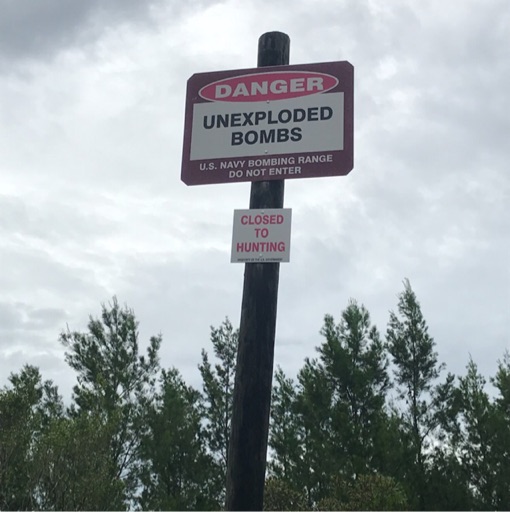 DANGER
UNEXPLODED
BOMBS
U.S. NAVY BOMBING RANGE
DO NOT ENTER
CLOSED
TO
HUNTING